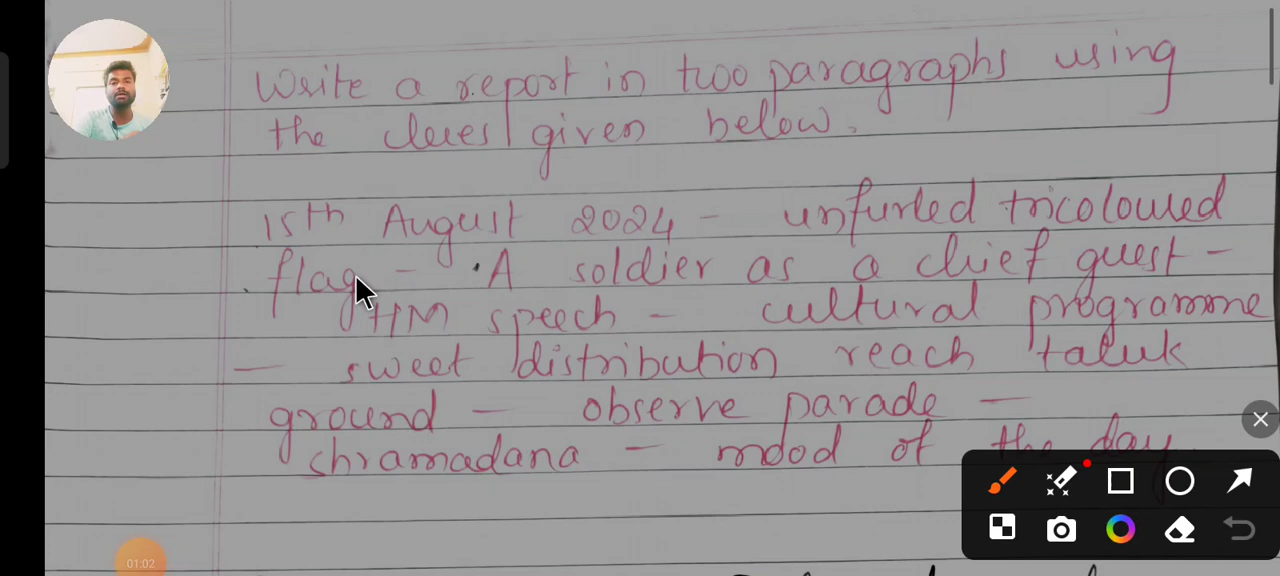 Write a report in two paragraphs using
the clues given below.
15th August 2024 - unfurled tricoloured
flag - A soldier as a chief guest -
HM speech - cultural programme
- sweet distribution reach taluk
ground - observe parade -
shramadana - mood of the day
01:02